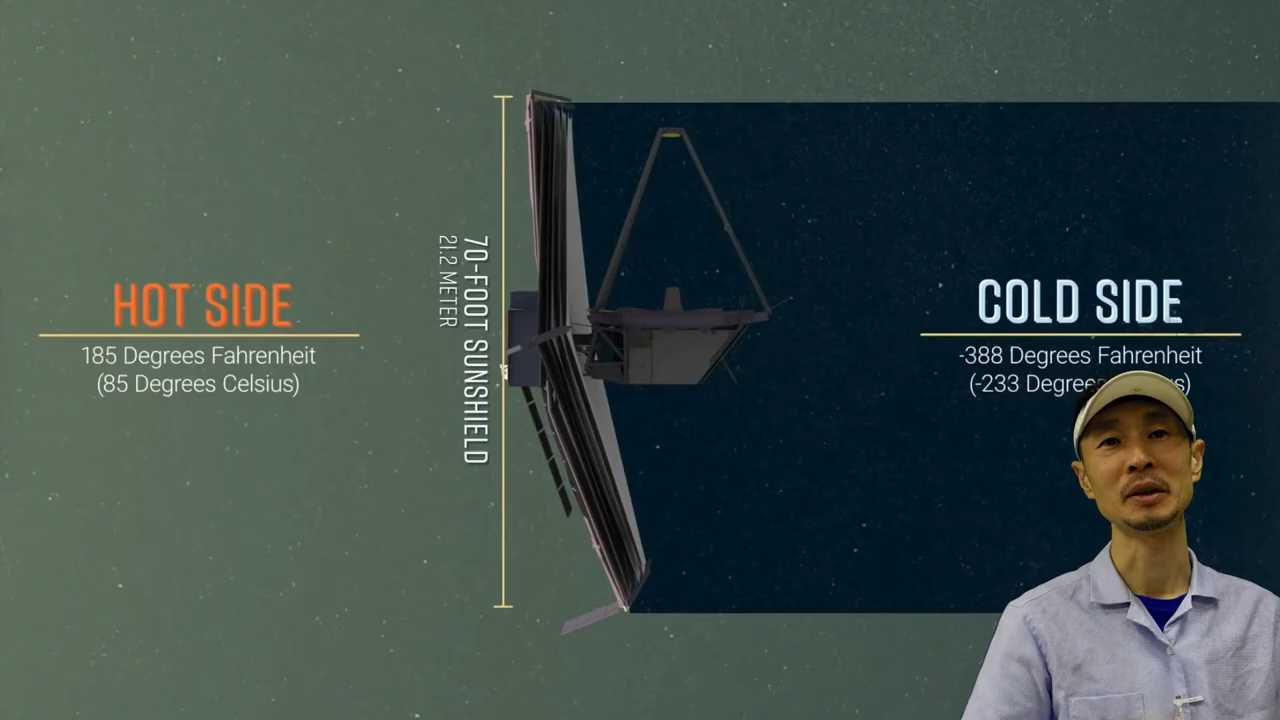 HOT SIDE
185 Degrees Fahrenheit
(85 Degrees Celsius)
70-FOOT SUNSHIELD
21.2 METER
COLD SIDE
-388 Degrees Fahrenheit
(-233 Degrees